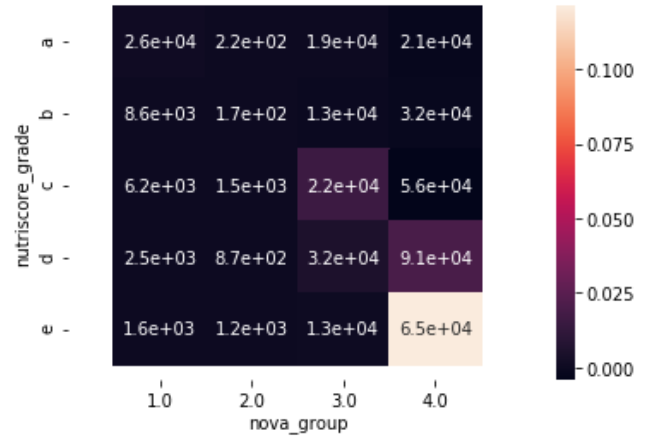 nutriscore_grade
a 2.6e+04 2.2e+02 1.9e+04 2.1e+04
b 8.6e+03 1.7e+02 1.3e+04 3.2e+04
c 6.2e+03 1.5e+03 2.2e+04 5.6e+04
d 2.5e+03 8.7e+02 3.2e+04 9.1e+04
e 1.6e+03 1.2e+03 1.3e+04 6.5e+04
1.0 2.0 3.0 4.0
nova_group
0.100
0.075
0.050
0.025
0.000